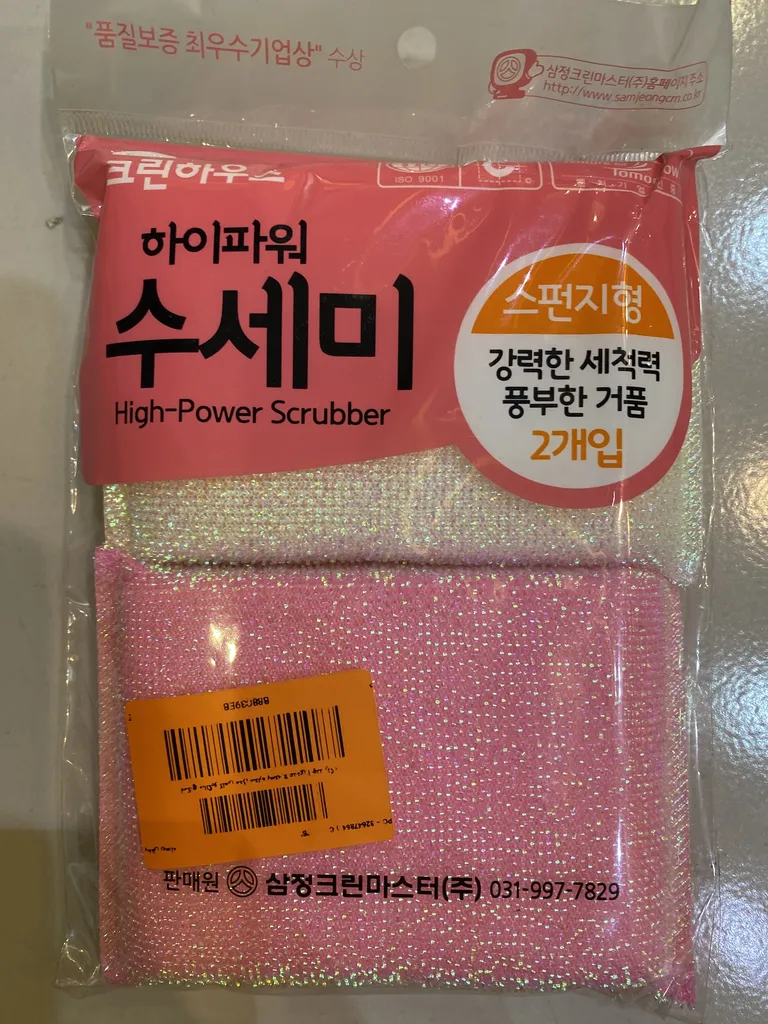 "품질보증 최우수기업상" 수상
삼정크린마스터(주)홈페이지주소
http://www.samjeongcm.co.kr
크린하우스
ISO 9001
하이파워
수세미
High-Power Scrubber
스펀지형
강력한 세척력
풍부한 거품
2개입
판매원 삼정크린마스터(주) 031-997-7829